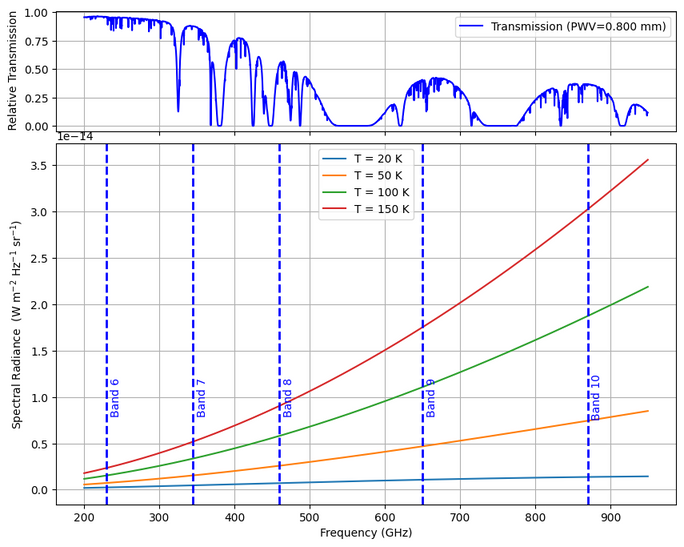 1.00
0.75
0.50
0.25
0.00
Relative Transmission
Transmission (PWV=0.800 mm)
1e−14
3.5
3.0
2.5
2.0
1.5
1.0
0.5
0.0
Spectral Radiance (W m⁻² Hz⁻¹ sr⁻¹)
T = 20 K
T = 50 K
T = 100 K
T = 150 K
Band 6
Band 7
Band 8
Band 9
Band 10
200 300 400 500 600 700 800 900
Frequency (GHz)